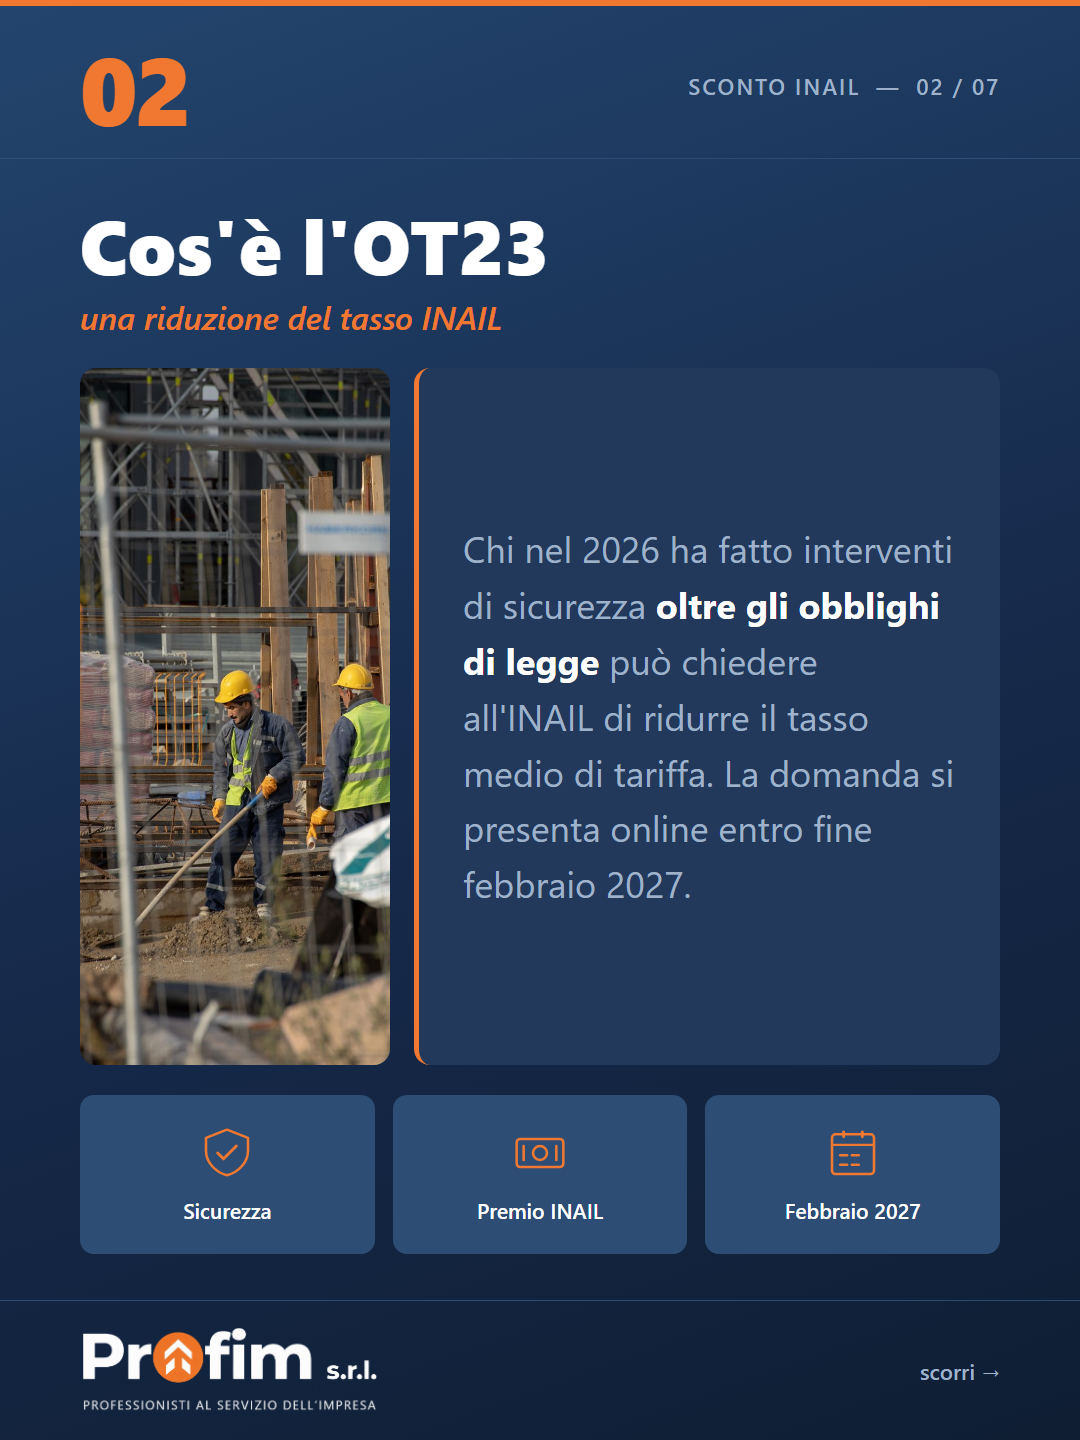 02
SCONTO INAIL — 02 / 07
Cos'è l'OT23
una riduzione del tasso INAIL
Chi nel 2026 ha fatto interventi
di sicurezza oltre gli obblighi
di legge può chiedere
all'INAIL di ridurre il tasso
medio di tariffa. La domanda si
presenta online entro fine
febbraio 2027.
Sicurezza
Premio INAIL
Febbraio 2027
Profim s.r.l.
PROFESSIONISTI AL SERVIZIO DELL'IMPRESA
scorri →